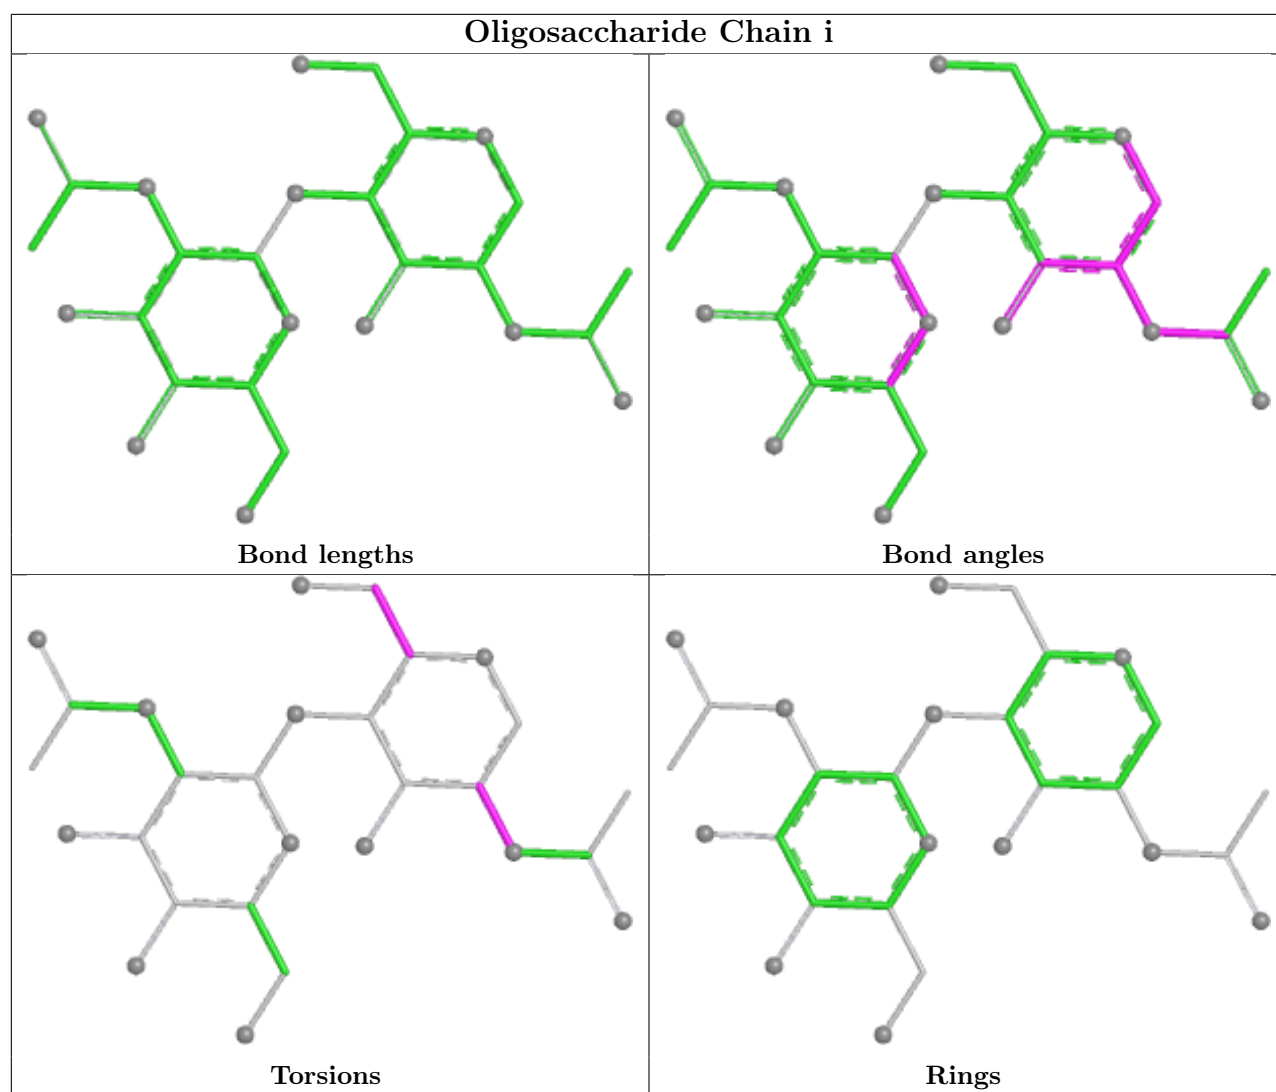 Oligosaccharide Chain i
Bond lengths
Bond angles
Torsions
Rings